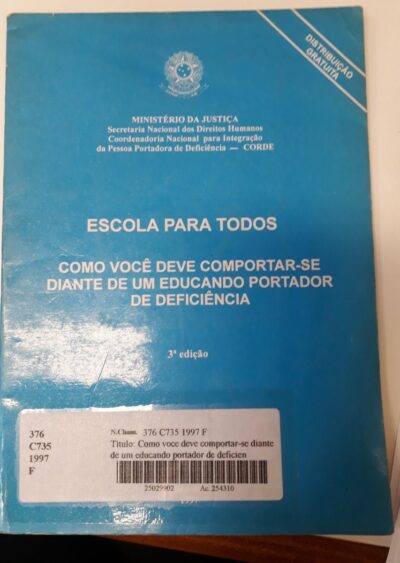 DISTRIBUIÇÃO
GRATUITA
MINISTÉRIO DA JUSTIÇA
Secretaria Nacional dos Direitos Humanos
Coordenadoria Nacional para Integração
da Pessoa Portadora de Deficiência — CORDE
ESCOLA PARA TODOS
COMO VOCÊ DEVE COMPORTAR-SE
DIANTE DE UM EDUCANDO PORTADOR
DE DEFICIÊNCIA
3ª edição
376
C735
1997
F
N.Cham. 376 C735 1997 F
Título: Como voce deve comportar-se diante
de um educando portador de deficien
25029902 Ac. 254310